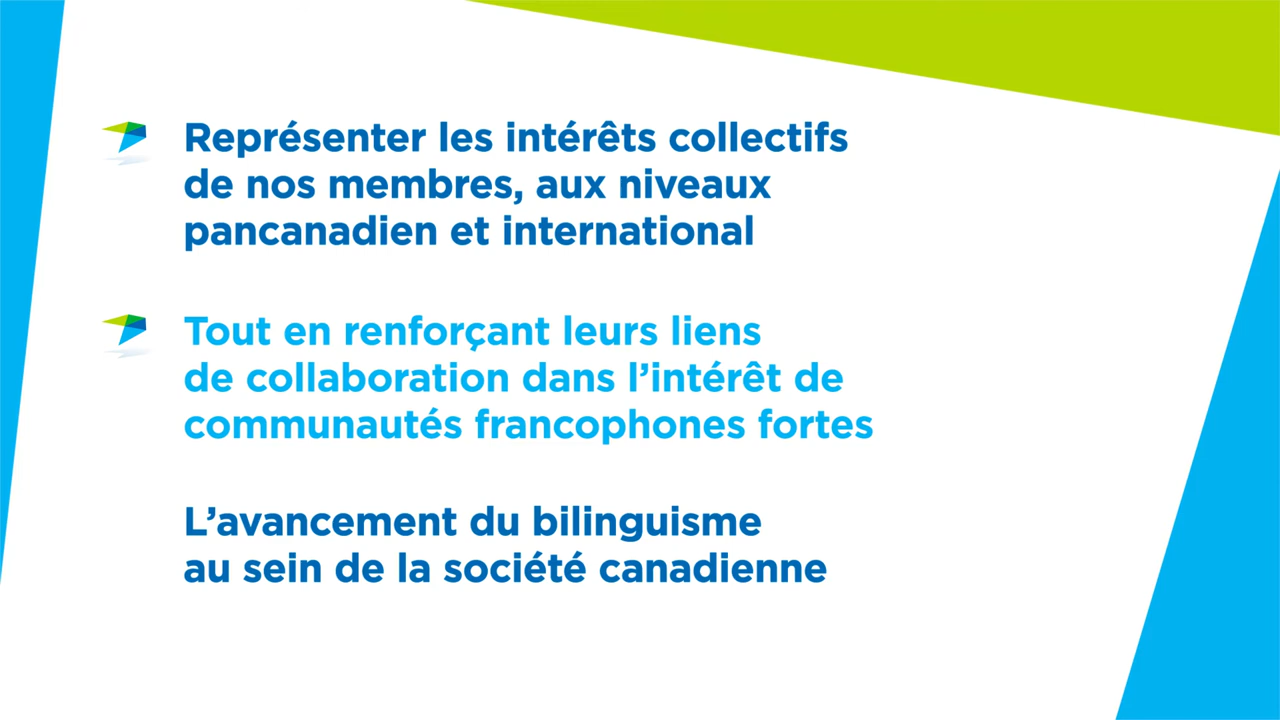 Représenter les intérêts collectifs
de nos membres, aux niveaux
pancanadien et international
Tout en renforçant leurs liens
de collaboration dans l’intérêt de
communautés francophones fortes
L’avancement du bilinguisme
au sein de la société canadienne